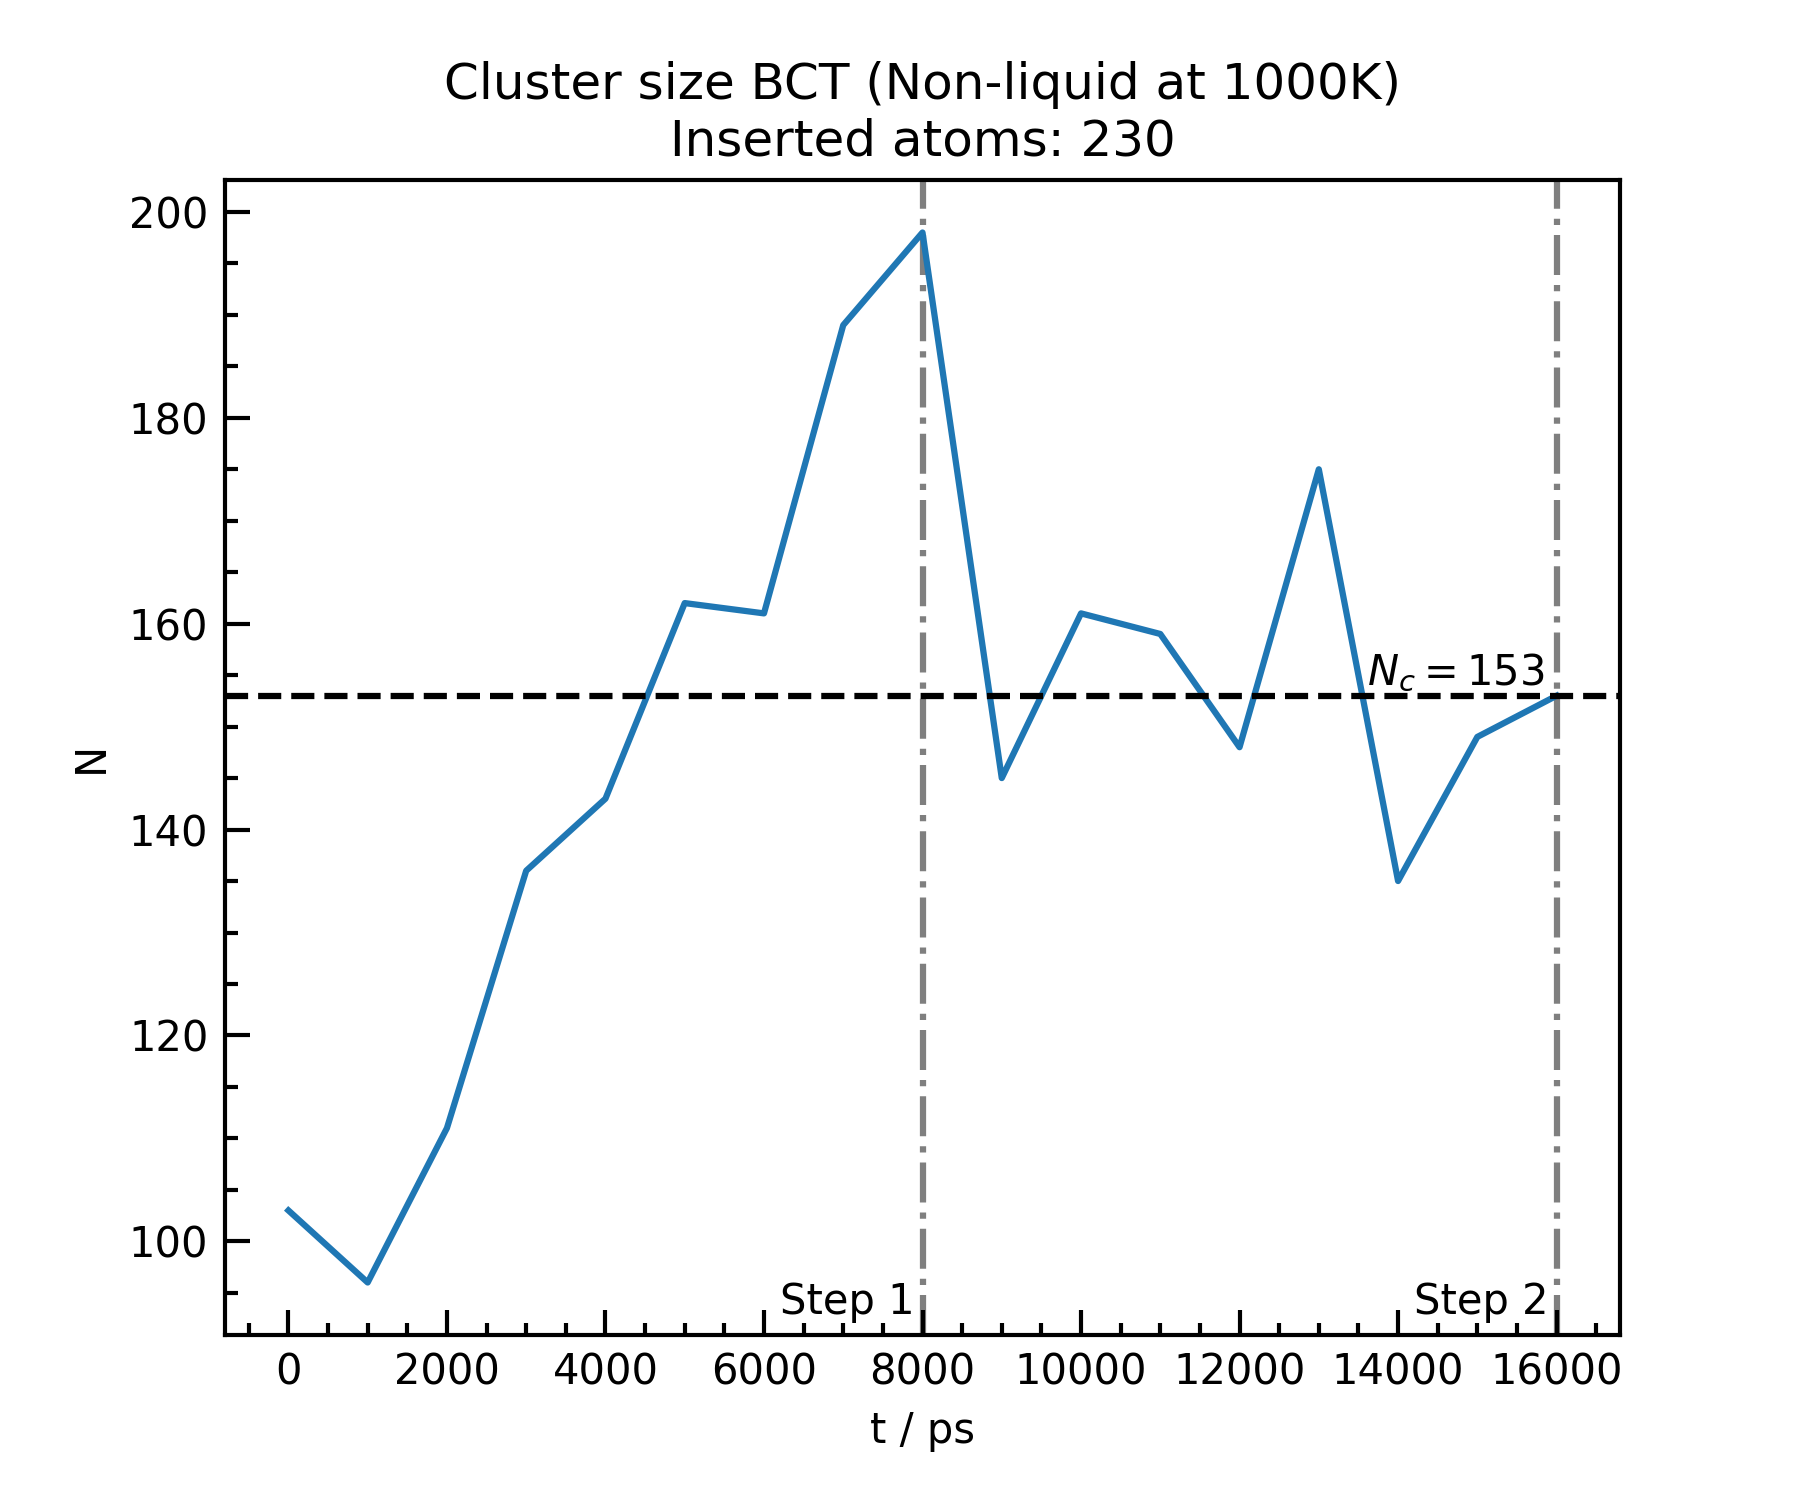 Cluster size BCT (Non-liquid at 1000K)
Inserted atoms: 230
200
180
160
140
120
100
N
N_c = 153
Step 1
Step 2
0 2000 4000 6000 8000 10000 12000 14000 16000
t / ps